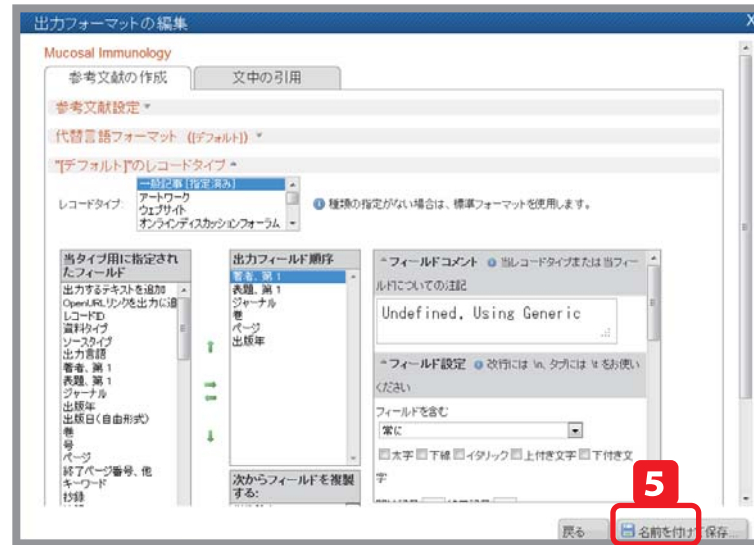 出力フォーマットの編集
X
Mucosal Immunology
参考文献の作成
文中の引用
参考文献設定
代替言語フォーマット ([デフォルト])
"[デフォルト]"のレコードタイプ
レコードタイプ:
一般記事 [指定済み]
アートワーク
ウェブサイト
オンラインディスカッションフォーラム
種類の指定がない場合は、標準フォーマットを使用します。
当タイプ用に指定され
たフィールド
出力するテキストを追加
OpenURLリンクを出力に追
レコードID
資料タイプ
ソースタイプ
出力言語
著者、第 1
表題、第 1
ジャーナル
出版年
出版日(自由形式)
巻
号
ページ
終了ページ番号、他
キーワード
抄録
出力フィールド順序
著者、第 1
表題、第 1
ジャーナル
巻
ページ
出版年
次からフィールドを複製
する:
フィールドコメント 当レコードタイプまたは当フィー
ルドについての注記
Undefined, Using Generic
フィールド設定 改行には \n、タブには \t をお使い
ください
フィールドを含む
常に
太字 下線 イタリック 上付き文字 下付き文
字
5
戻る
名前を付けて保存...